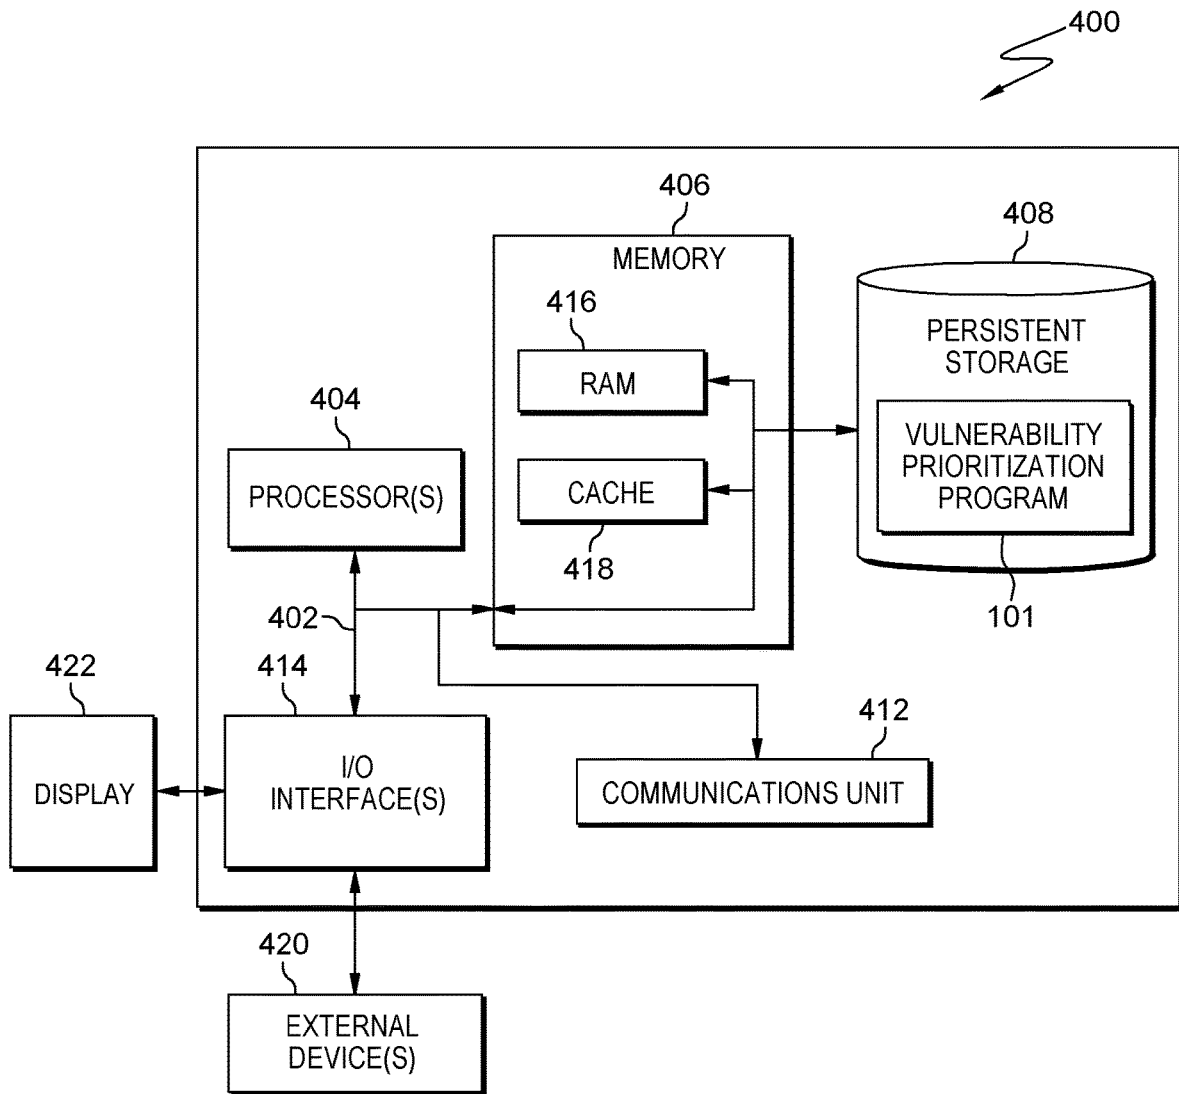 400
406
408
MEMORY
416
PERSISTENT
STORAGE
RAM
404
VULNERABILITY
PRIORITIZATION
PROGRAM
PROCESSOR(S)
CACHE
418
101
402
422
414
412
I/O
INTERFACE(S)
DISPLAY
COMMUNICATIONS UNIT
420
EXTERNAL
DEVICE(S)